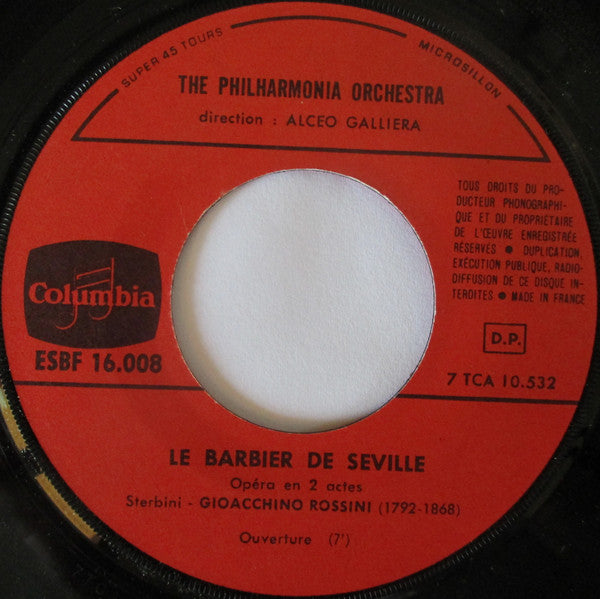 SUPER 45 TOURS
MICROSILLON
THE PHILHARMONIA ORCHESTRA
direction : ALCEO GALLIERA
TOUS DROITS DU PRO-
DUCTEUR PHONOGRAPHI-
QUE ET DU PROPRIÉTAIRE
DE L'ŒUVRE ENREGISTRÉE
RÉSERVÉS ● DUPLICATION,
EXÉCUTION PUBLIQUE, RADIO-
DIFFUSION DE CE DISQUE IN-
TERDITES ● MADE IN FRANCE
Columbia
ESBF 16.008
D.P.
7 TCA 10.532
LE BARBIER DE SEVILLE
Opéra en 2 actes
Sterbini - GIOACCHINO ROSSINI (1792-1868)
Ouverture (7')